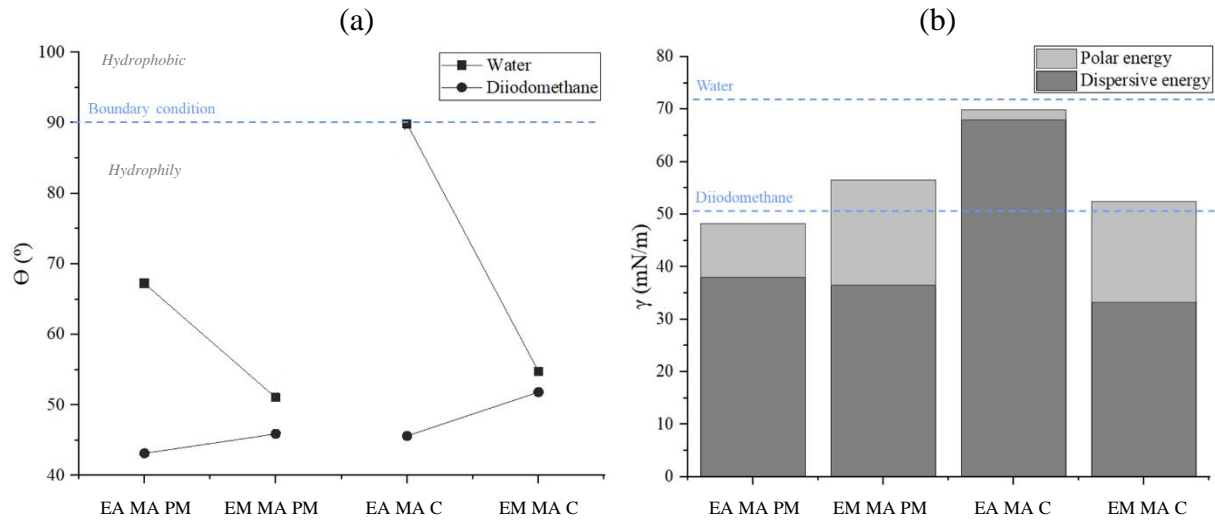 (a)
100
90
80
70
60
50
40
Θ (º)
Hydrophobic
Boundary condition
Hydrophily
Water
Diiodomethane
EA MA PM
EM MA PM
EA MA C
EM MA C
(b)
80
70
60
50
40
30
20
10
0
γ (mN/m)
Polar energy
Dispersive energy
Water
Diiodomethane
EA MA PM
EM MA PM
EA MA C
EM MA C